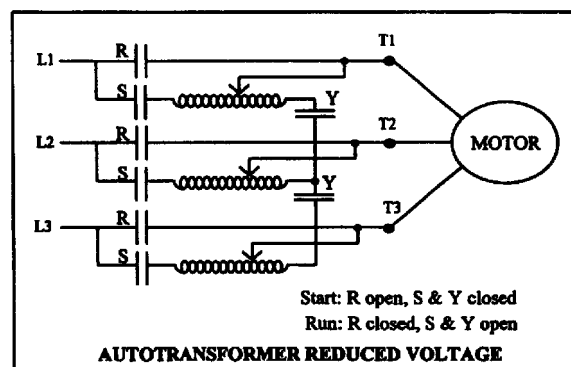 L1 R T1
S Y
L2 R T2 MOTOR
S Y
L3 R T3
S
Start: R open, S & Y closed
Run: R closed, S & Y open
AUTOTRANSFORMER REDUCED VOLTAGE